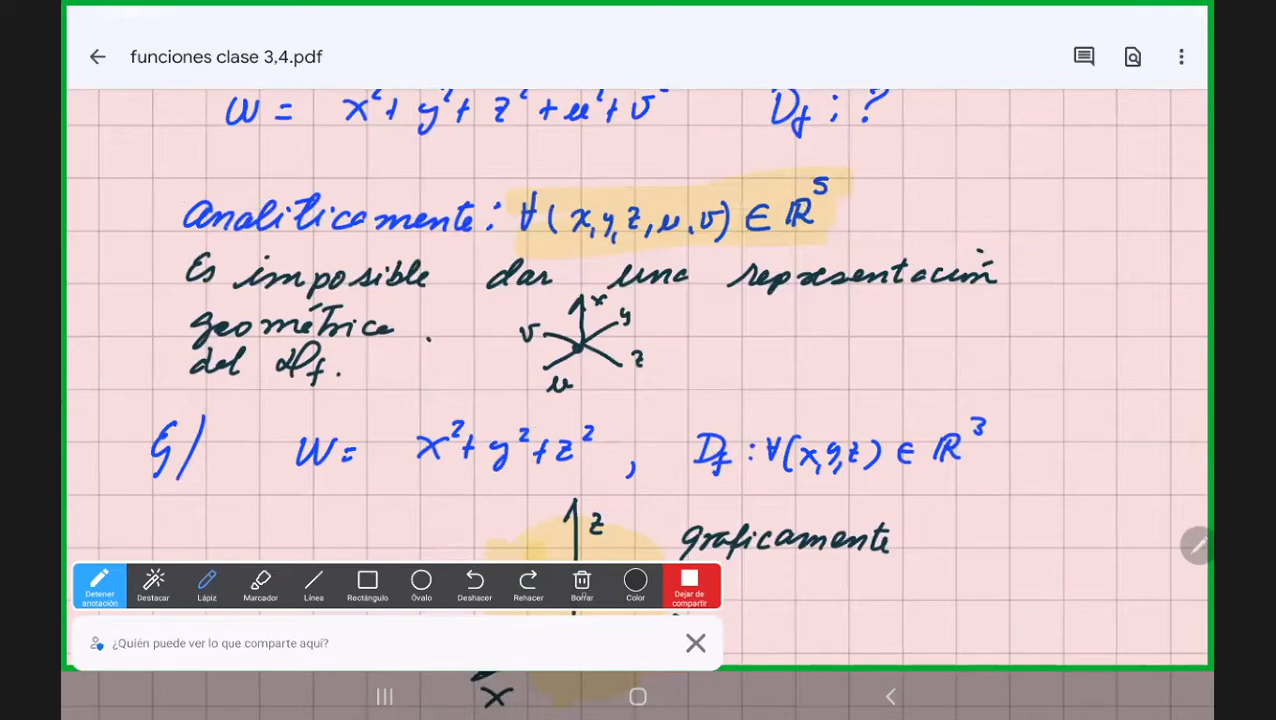 funciones clase 3,4.pdf
w = x² + y² + z² + u² + v² Df ; ?
analiticamente: ∀(x,y,z,u,v) ∈ ℝ⁵
Es imposible dar una representación
geométrica
del Df.
x
y
v
z
u
Ej/ w = x² + y² + z² , Df : ∀(x,y,z) ∈ ℝ³
z
graficamente
Detener anotación
Destacar
Lápiz
Marcador
Línea
Rectángulo
Óvalo
Deshacer
Rehacer
Borrar
Color
Dejar de compartir
¿Quién puede ver lo que comparte aquí?
x